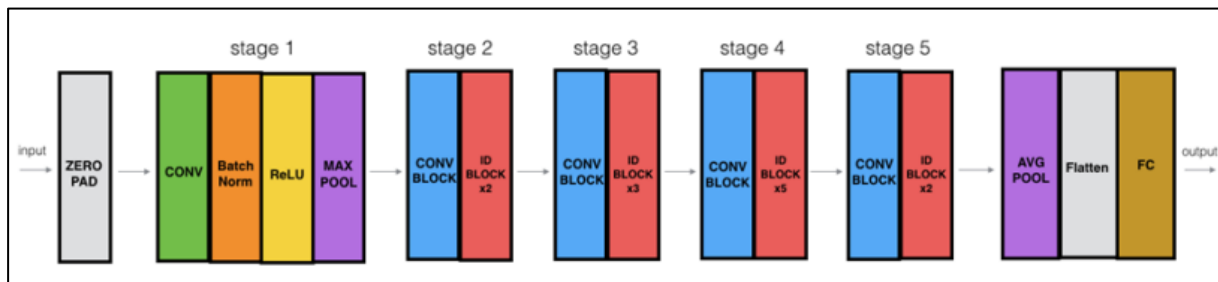 stage 1
stage 2
stage 3
stage 4
stage 5
input
ZERO
PAD
CONV
Batch
Norm
ReLU
MAX
POOL
CONV
BLOCK
ID
BLOCK
x2
CONV
BLOCK
ID
BLOCK
x3
CONV
BLOCK
ID
BLOCK
x5
CONV
BLOCK
ID
BLOCK
x2
AVG
POOL
Flatten
FC
output